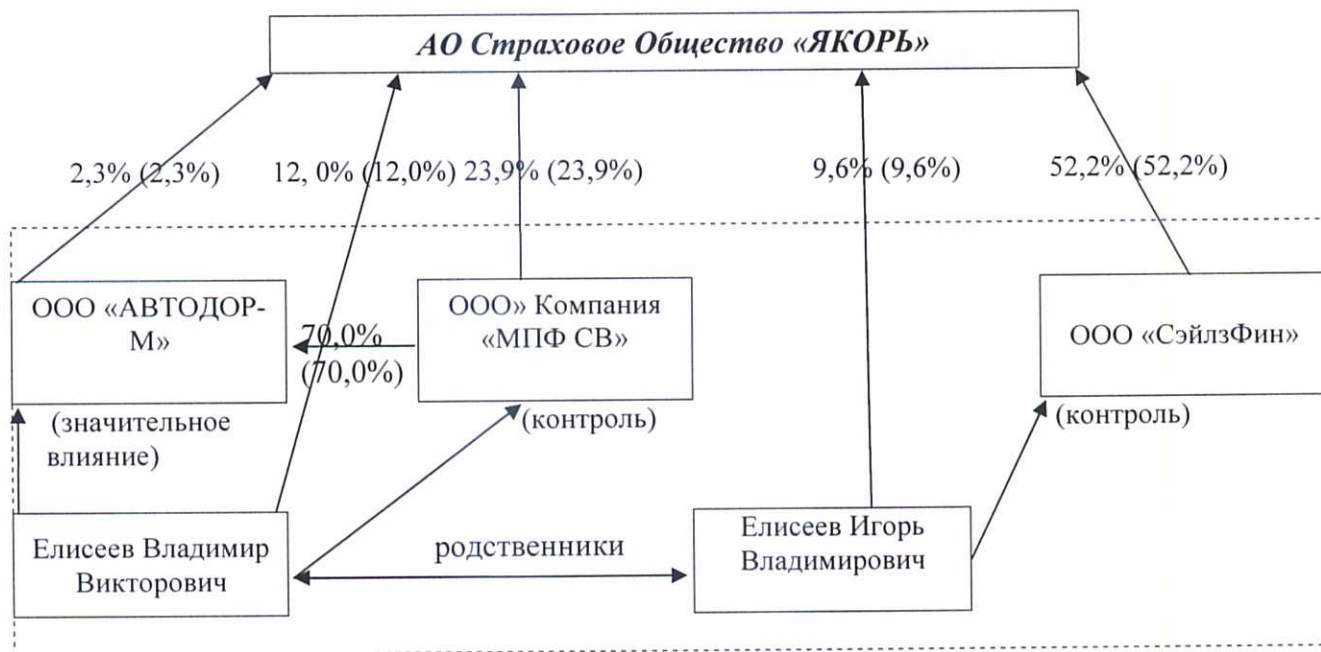 АО Страховое Общество «ЯКОРЬ»
2,3% (2,3%)
12, 0% (12,0%)
23,9% (23,9%)
9,6% (9,6%)
52,2% (52,2%)
ООО «АВТОДОР-
М»
70,0%
(70,0%)
ООО» Компания
«МПФ СВ»
ООО «СэйлзФин»
(значительное
влияние)
(контроль)
(контроль)
Елисеев Владимир
Викторович
родственники
Елисеев Игорь
Владимирович